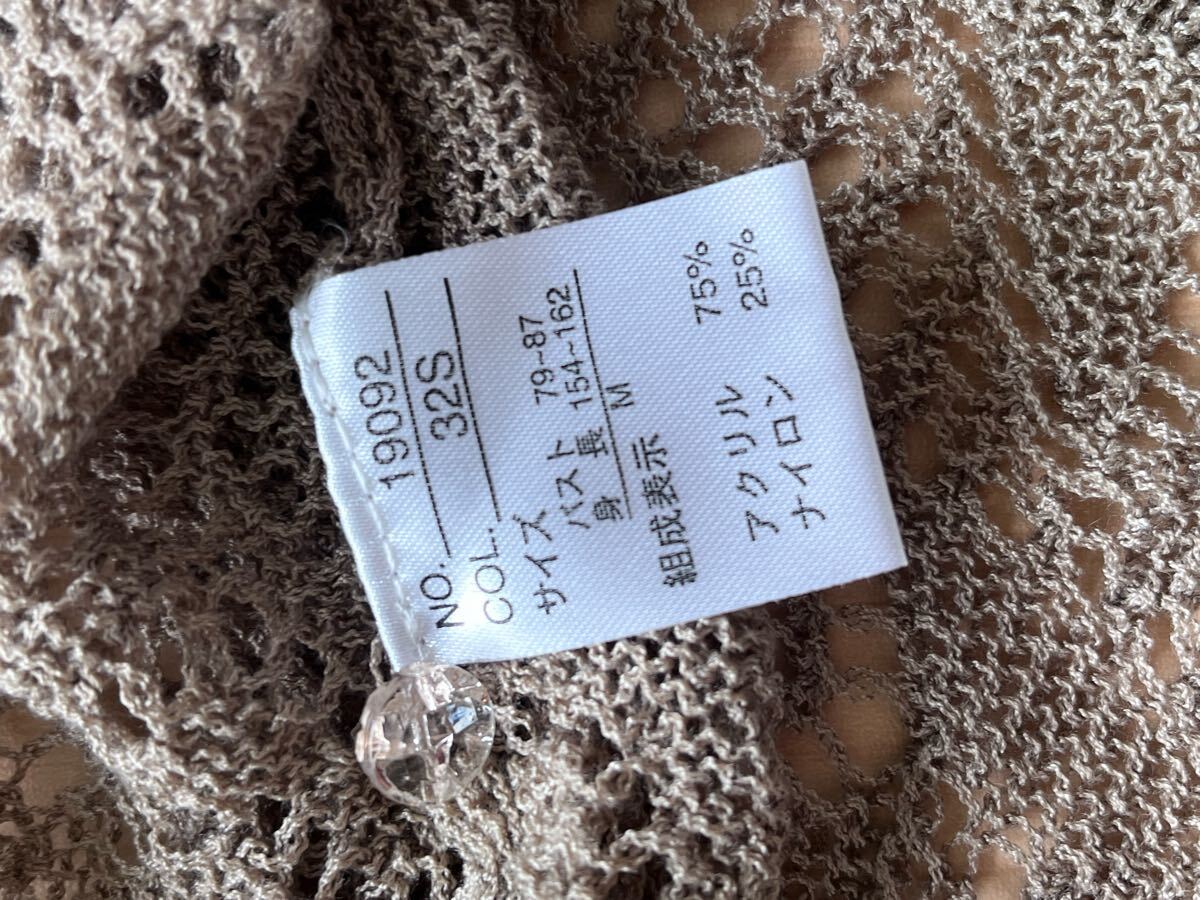 NO. 19092
COL. 32S
サイズ
バスト 79~87
身 長 154~162
M
組成表示
アクリル 75%
ナイロン 25%